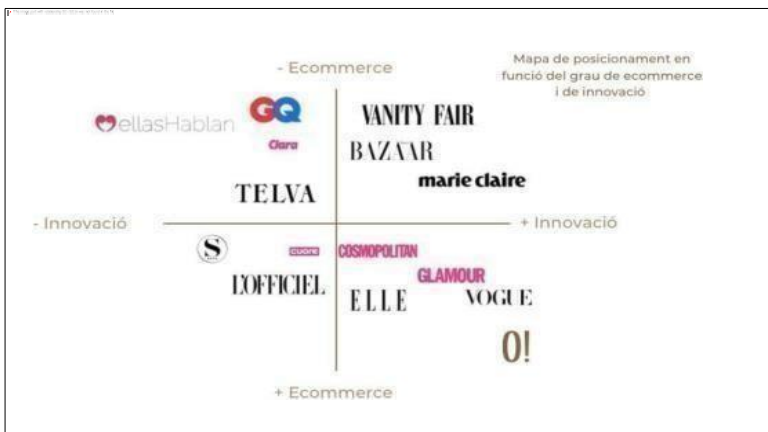 - Ecommerce
Mapa de posicionament en
funció del grau de ecommerce
i de innovació
ellasHablan
GQ
VANITY FAIR
Clara
BAZAAR
marie claire
TELVA
- Innovació
+ Innovació
S
cuore
COSMOPOLITAN
L'OFFICIEL
GLAMOUR
ELLE
VOGUE
O!
+ Ecommerce